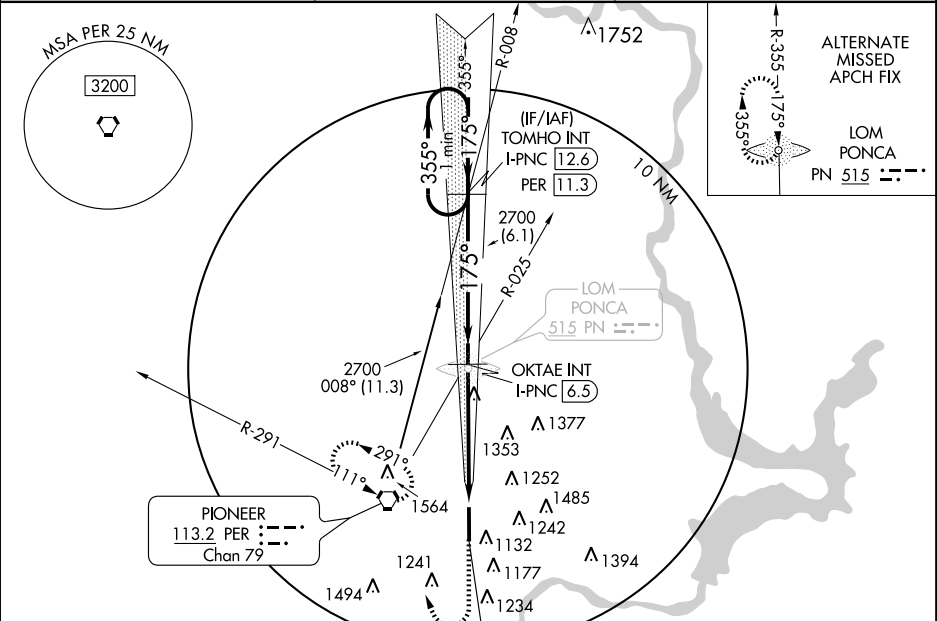 MSA PER 25 NM
3200
R-008
1752
355°
175°
355°
1 min
(IF/IAF)
TOMHO INT
I-PNC 12.6
PER 11.3
10 NM
R-355
175°
355°
ALTERNATE
MISSED
APCH FIX
LOM
PONCA
PN 515
2700
(6.1)
175°
R-025
LOM
PONCA
515 PN
2700
008° (11.3)
OKTAE INT
I-PNC 6.5
R-291
291°
111°
1564
1377
1353
1252
1485
1242
1132
1394
1177
1234
1241
1494
PIONEER
113.2 PER
Chan 79